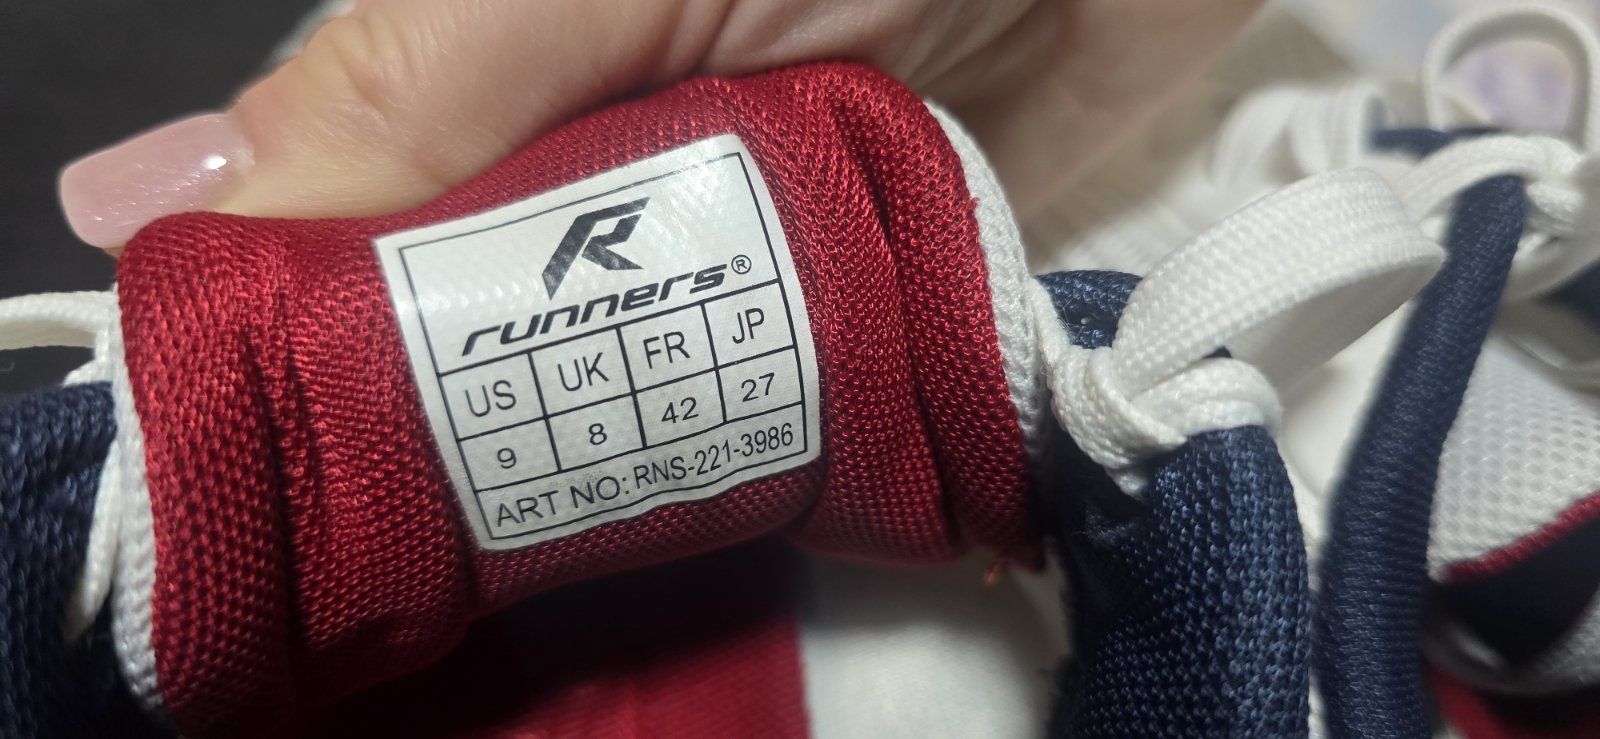 runners®
US UK FR JP
9 8 42 27
ART NO: RNS-221-3986